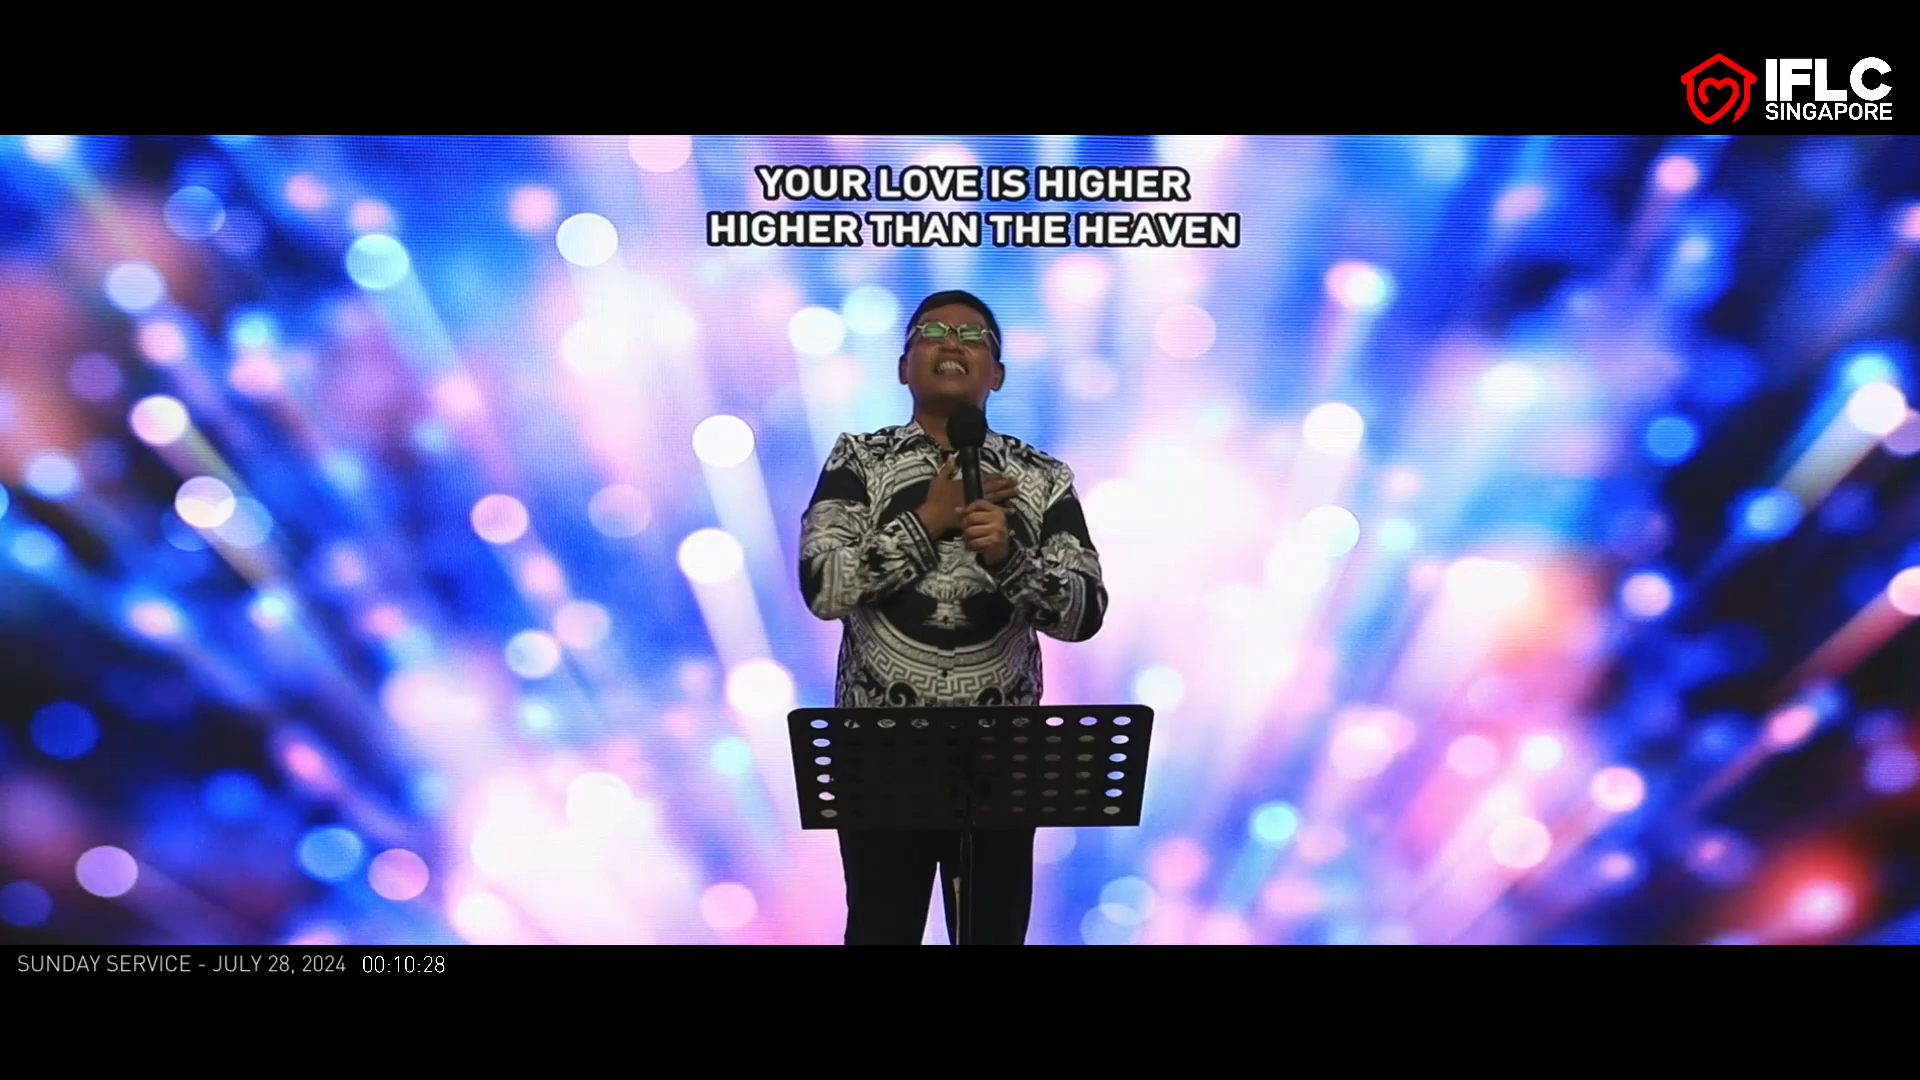 IFLC
SINGAPORE
YOUR LOVE IS HIGHER
HIGHER THAN THE HEAVEN
SUNDAY SERVICE - JULY 28, 2024 00:10:28